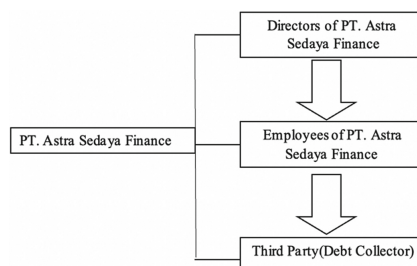 Directors of PT. Astra
Sedaya Finance
PT. Astra Sedaya Finance
Employees of PT. Astra
Sedaya Finance
Third Party(Debt Collector)